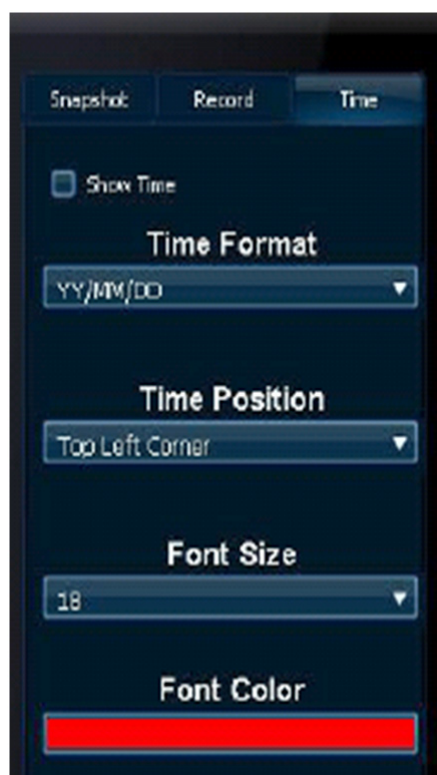 Snapshot Record Time
Show Time
Time Format
YY/MM/DD
Time Position
Top Left Corner
Font Size
18
Font Color